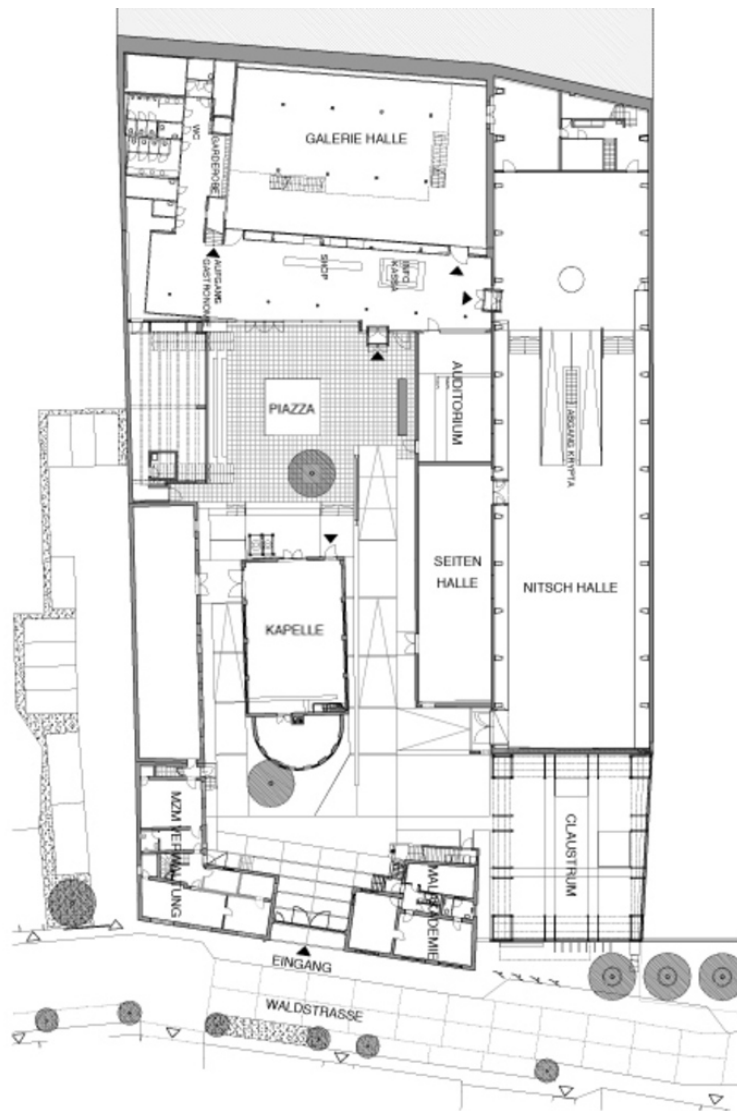 GALERIE HALLE
WC
GARDEROBE
SHOP
INFO
KASSA
AUFGANG
GASTRONOMIE
PIAZZA
AUDITORIUM
ABGANG KRYPTA
SEITEN
HALLE
NITSCH HALLE
KAPELLE
MZM VERWALTUNG
MALAKADEMIE
CLAUSTRUM
EINGANG
WALDSTRASSE